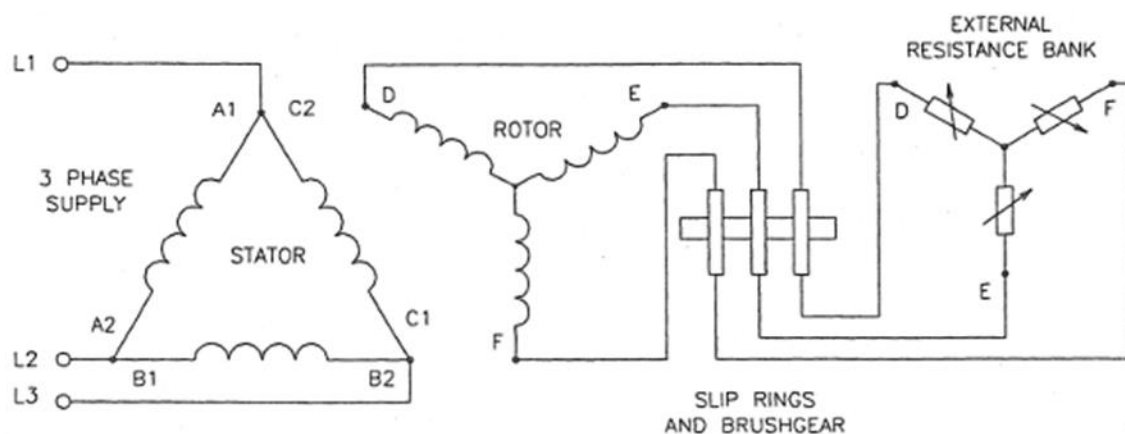 EXTERNAL
RESISTANCE BANK
L1
A1
C2
D
E
ROTOR
D
F
3 PHASE
SUPPLY
STATOR
E
A2
C1
F
L2
B1
B2
L3
SLIP RINGS
AND BRUSHGEAR